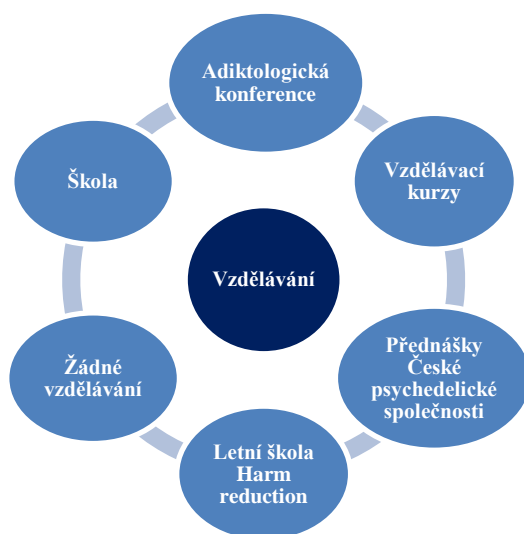 Adiktologická
konference
Vzdělávací
kurzy
Přednášky
České
psychedelické
společnosti
Letní škola
Harm
reduction
Žádné
vzdělávání
Škola
Vzdělávání